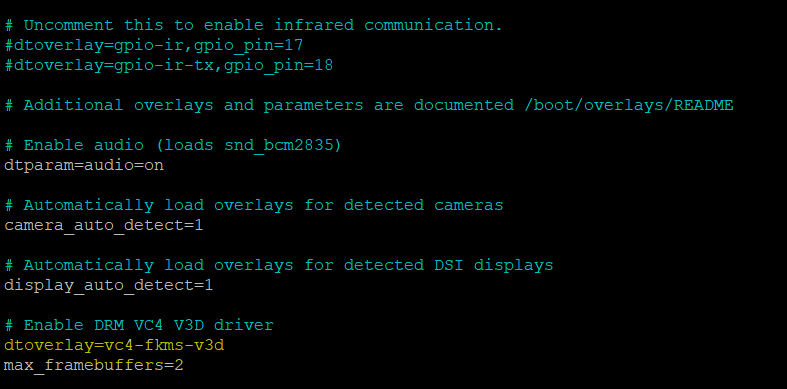 # Uncomment this to enable infrared communication.
#dtoverlay=gpio-ir,gpio_pin=17
#dtoverlay=gpio-ir-tx,gpio_pin=18
# Additional overlays and parameters are documented /boot/overlays/README
# Enable audio (loads snd_bcm2835)
dtparam=audio=on
# Automatically load overlays for detected cameras
camera_auto_detect=1
# Automatically load overlays for detected DSI displays
display_auto_detect=1
# Enable DRM VC4 V3D driver
dtoverlay=vc4-fkms-v3d
max_framebuffers=2